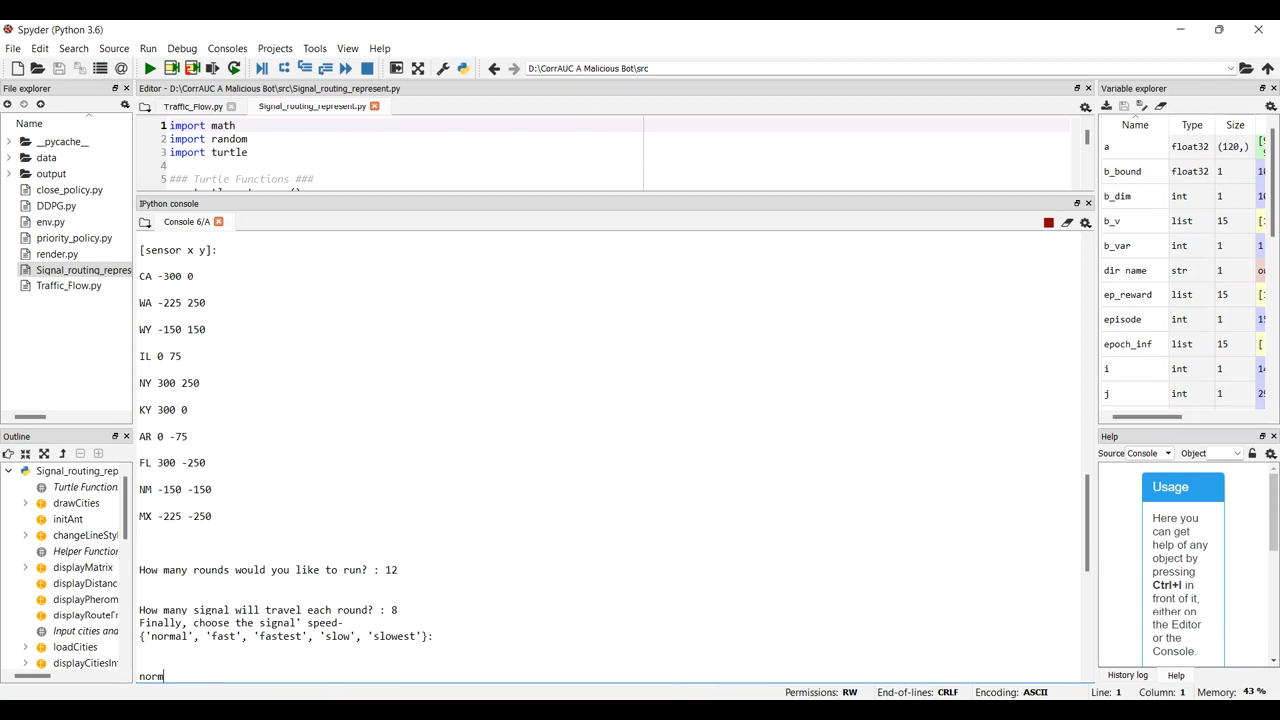 Spyder (Python 3.6)
File Edit Search Source Run Debug Consoles Projects Tools View Help
D:\CorrAUC A Malicious Bot\src
File explorer
Name
__pycache__
data
output
close_policy.py
DDPG.py
env.py
priority_policy.py
render.py
Signal_routing_repres
Traffic_Flow.py
Outline
Signal_routing_rep
Turtle Function
drawCities
initAnt
changeLineSty
Helper Functio
displayMatrix
displayDistanc
displayPherom
displayRouteF
Input cities and
loadCities
displayCitiesIn
Editor - D:\CorrAUC A Malicious Bot\src\Signal_routing_represent.py
Traffic_Flow.py Signal_routing_represent.py
1 import math
2 import random
3 import turtle
4
5 ### Turtle Functions ###
IPython console
Console 6/A
[sensor x y]:
CA -300 0
WA -225 250
WY -150 150
IL 0 75
NY 300 250
KY 300 0
AR 0 -75
FL 300 -250
NM -150 -150
MX -225 -250
How many rounds would you like to run? : 12
How many signal will travel each round? : 8
Finally, choose the signal' speed-
{'normal', 'fast', 'fastest', 'slow', 'slowest'}:
norm
Variable explorer
Name Type Size
a float32 (120,)
b_bound float32 1
b_dim int 1
b_v list 15
b_var int 1
dir name str 1
ep_reward list 15
episode int 1
epoch_inf list 15
i int 1
j int 1
Help
Source Console Object
Usage
Here you
can get
help of any
object by
pressing
Ctrl+I in
front of it,
either on
the Editor
or the
Console.
History log Help
Permissions: RW End-of-lines: CRLF Encoding: ASCII Line: 1 Column: 1 Memory: 43 %